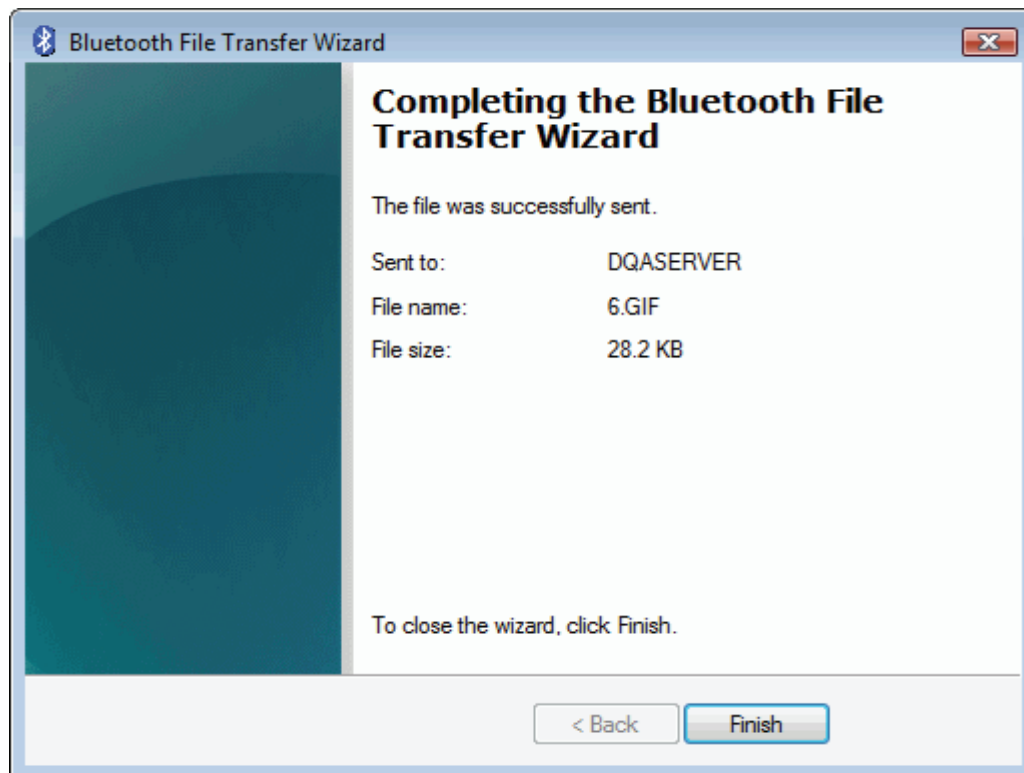 Bluetooth File Transfer Wizard
Completing the Bluetooth File
Transfer Wizard
The file was successfully sent.
Sent to: DQASERVER
File name: 6.GIF
File size: 28.2 KB
To close the wizard, click Finish.
< Back Finish